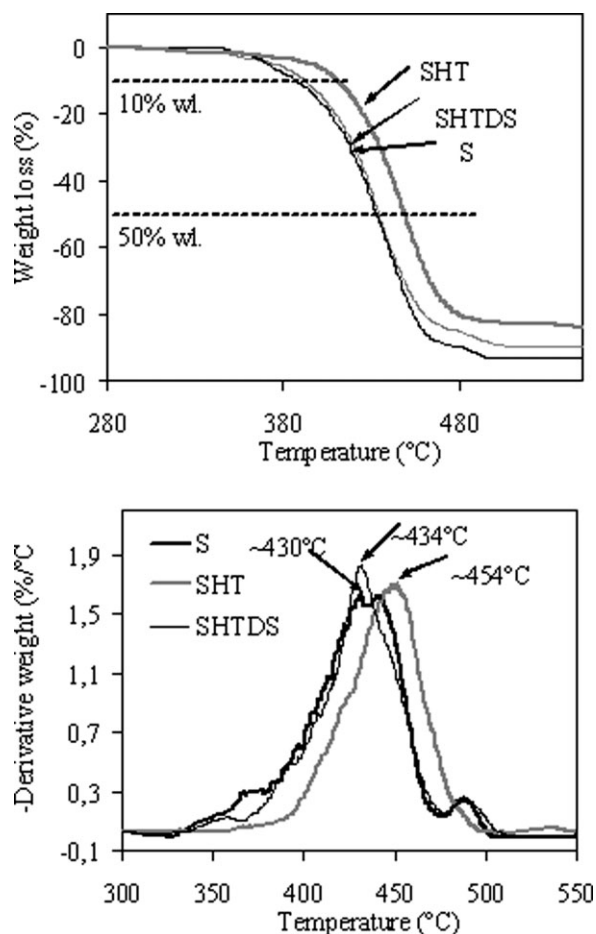 0
-20
-40
-60
-80
-100
Weight loss (%)
10% wl.
50% wl.
SHT
SHTDS
S
280
380
480
Temperature (°C)
1,9
1,5
1,1
0,7
0,3
-0,1
-Derivative weight (%/°C
S
SHT
SHTDS
~430°C
~434°C
~454°C
300
350
400
450
500
550
Temperature (°C)